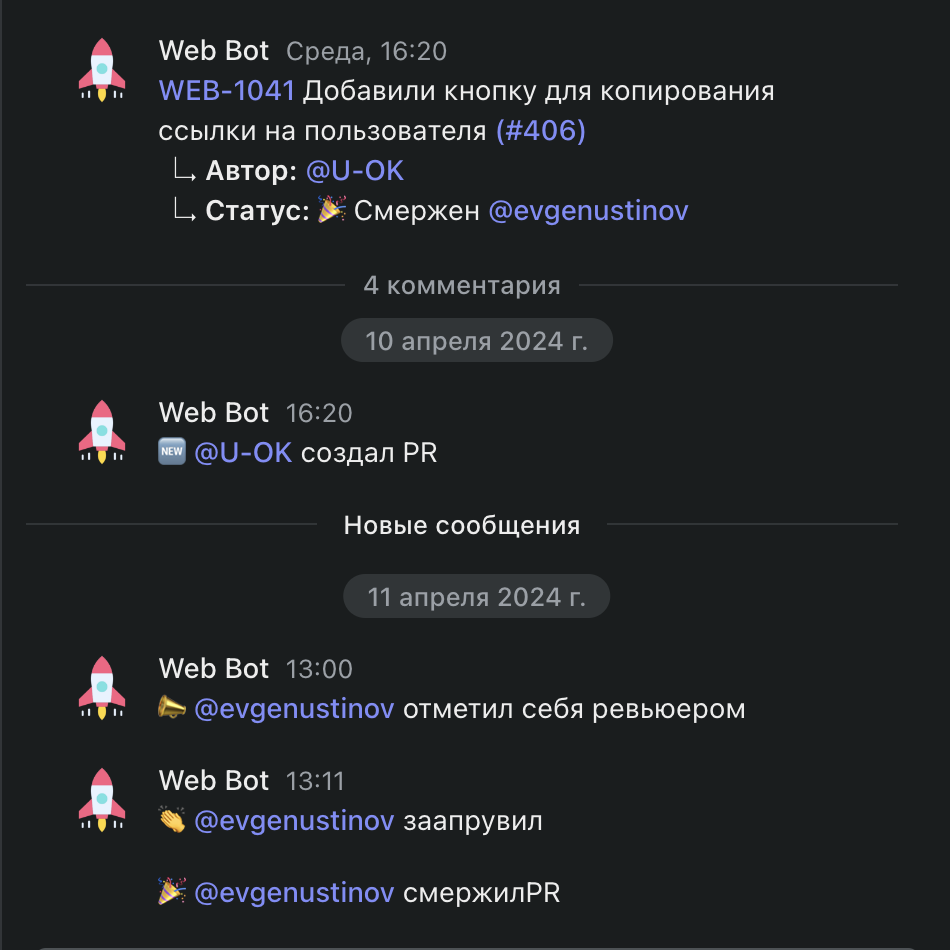 Web Bot Среда, 16:20
WEB-1041 Добавили кнопку для копирования
ссылки на пользователя (#406)
Автор: @U-OK
Статус: 🎉 Смержен @evgenustinov
4 комментария
10 апреля 2024 г.
Web Bot 16:20
🆕 @U-OK создал PR
Новые сообщения
11 апреля 2024 г.
Web Bot 13:00
📣 @evgenustinov отметил себя ревьюером
Web Bot 13:11
👏 @evgenustinov заапрувил
🎉 @evgenustinov смержилPR